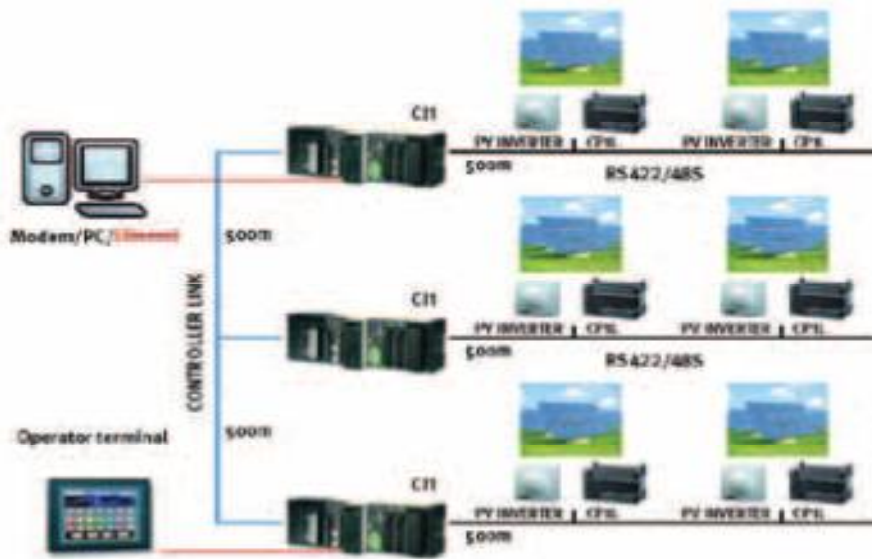 CJ1
PV INVERTER CP1L PV INVERTER CP1L
500m
RS422/485
Modem/PC/Ethernet
500m
CJ1
CONTROLLER LINK
PV INVERTER CP1L PV INVERTER CP1L
500m
RS422/485
500m
Operator terminal
CJ1
PV INVERTER CP1L PV INVERTER CP1L
500m